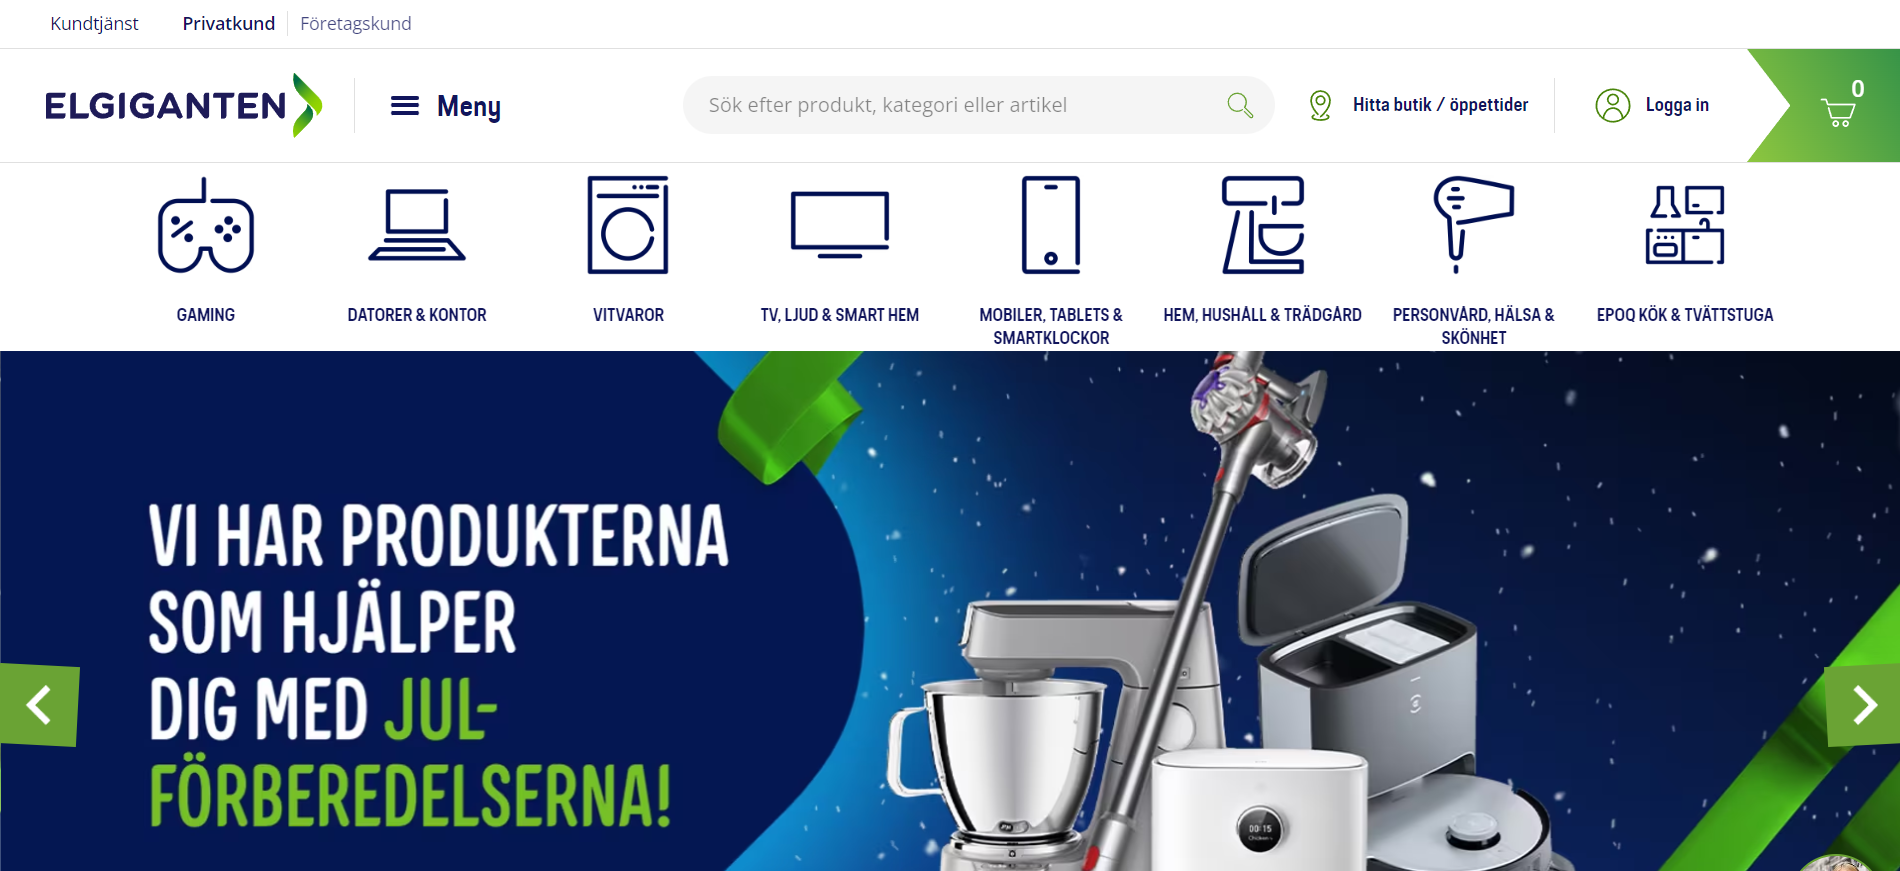 Kundtjänst
Privatkund
Företagskund
ELGIGANTEN
Meny
Sök efter produkt, kategori eller artikel
Hitta butik / öppettider
Logga in
0
GAMING
DATORER & KONTOR
VITVAROR
TV, LJUD & SMART HEM
MOBILER, TABLETS &
SMARTKLOCKOR
HEM, HUSHÅLL & TRÄDGÅRD
PERSONVÅRD, HÄLSA &
SKÖNHET
EPOQ KÖK & TVÄTTSTUGA
VI HAR PRODUKTERNA
SOM HJÄLPER
DIG MED JUL-
FÖRBEREDELSERNA!
00:15